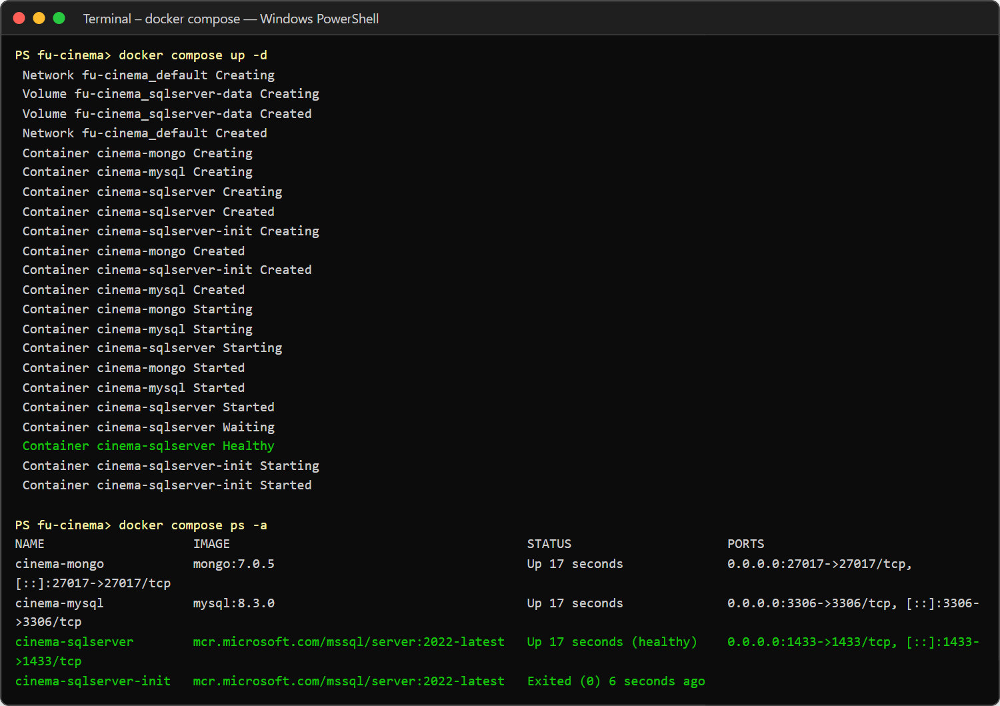 Terminal – docker compose — Windows PowerShell
PS fu-cinema> docker compose up -d
Network fu-cinema_default Creating
Volume fu-cinema_sqlserver-data Creating
Volume fu-cinema_sqlserver-data Created
Network fu-cinema_default Created
Container cinema-mongo Creating
Container cinema-mysql Creating
Container cinema-sqlserver Creating
Container cinema-sqlserver Created
Container cinema-sqlserver-init Creating
Container cinema-mongo Created
Container cinema-sqlserver-init Created
Container cinema-mysql Created
Container cinema-mongo Starting
Container cinema-mysql Starting
Container cinema-sqlserver Starting
Container cinema-mongo Started
Container cinema-mysql Started
Container cinema-sqlserver Started
Container cinema-sqlserver Waiting
Container cinema-sqlserver Healthy
Container cinema-sqlserver-init Starting
Container cinema-sqlserver-init Started
PS fu-cinema> docker compose ps -a
NAME IMAGE STATUS PORTS
cinema-mongo mongo:7.0.5 Up 17 seconds 0.0.0.0:27017->27017/tcp,
[::]:27017->27017/tcp
cinema-mysql mysql:8.3.0 Up 17 seconds 0.0.0.0:3306->3306/tcp, [::]:3306-
>3306/tcp
cinema-sqlserver mcr.microsoft.com/mssql/server:2022-latest Up 17 seconds (healthy) 0.0.0.0:1433->1433/tcp, [::]:1433-
>1433/tcp
cinema-sqlserver-init mcr.microsoft.com/mssql/server:2022-latest Exited (0) 6 seconds ago